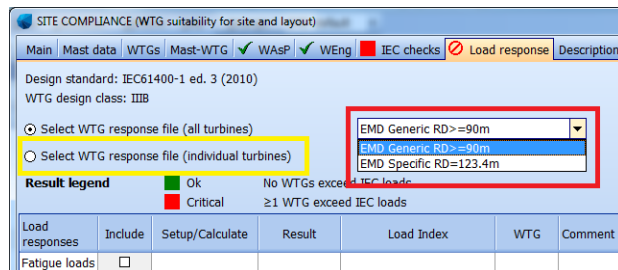 SITE COMPLIANCE (WTG suitability for site and layout)
Main Mast data WTGs Mast-WTG WAsP WEng IEC checks Load response Description
Design standard: IEC61400-1 ed. 3 (2010)
WTG design class: IIIB
Select WTG response file (all turbines) EMD Generic RD>=90m
EMD Generic RD>=90m
Select WTG response file (individual turbines) EMD Specific RD=123.4m
Result legend Ok No WTGs exceed IEC loads
Critical ≥1 WTG exceed IEC loads
Load responses Include Setup/Calculate Result Load Index WTG Comment
Fatigue loads